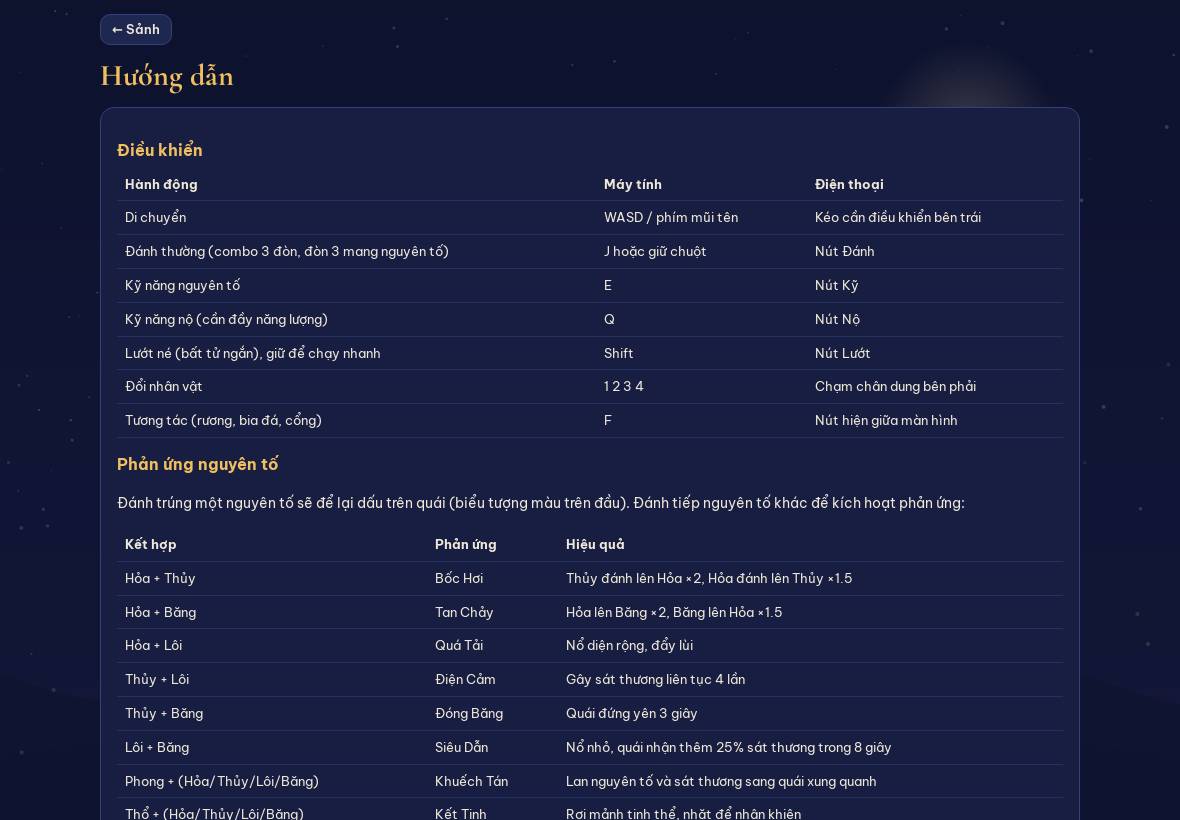 ← Sảnh
Hướng dẫn
Điều khiển
Hành động Máy tính Điện thoại
Di chuyển WASD / phím mũi tên Kéo cần điều khiển bên trái
Đánh thường (combo 3 đòn, đòn 3 mang nguyên tố) J hoặc giữ chuột Nút Đánh
Kỹ năng nguyên tố E Nút Kỹ
Kỹ năng nộ (cần đầy năng lượng) Q Nút Nộ
Lướt né (bất tử ngắn), giữ để chạy nhanh Shift Nút Lướt
Đổi nhân vật 1 2 3 4 Chạm chân dung bên phải
Tương tác (rương, bia đá, cổng) F Nút hiện giữa màn hình
Phản ứng nguyên tố
Đánh trúng một nguyên tố sẽ để lại dấu trên quái (biểu tượng màu trên đầu). Đánh tiếp nguyên tố khác để kích hoạt phản ứng:
Kết hợp Phản ứng Hiệu quả
Hỏa + Thủy Bốc Hơi Thủy đánh lên Hỏa ×2, Hỏa đánh lên Thủy ×1.5
Hỏa + Băng Tan Chảy Hỏa lên Băng ×2, Băng lên Hỏa ×1.5
Hỏa + Lôi Quá Tải Nổ diện rộng, đẩy lùi
Thủy + Lôi Điện Cảm Gây sát thương liên tục 4 lần
Thủy + Băng Đóng Băng Quái đứng yên 3 giây
Lôi + Băng Siêu Dẫn Nổ nhỏ, quái nhận thêm 25% sát thương trong 8 giây
Phong + (Hỏa/Thủy/Lôi/Băng) Khuếch Tán Lan nguyên tố và sát thương sang quái xung quanh
Thổ + (Hỏa/Thủy/Lôi/Băng) Kết Tinh Rơi mảnh tinh thể, nhặt để nhận khiên